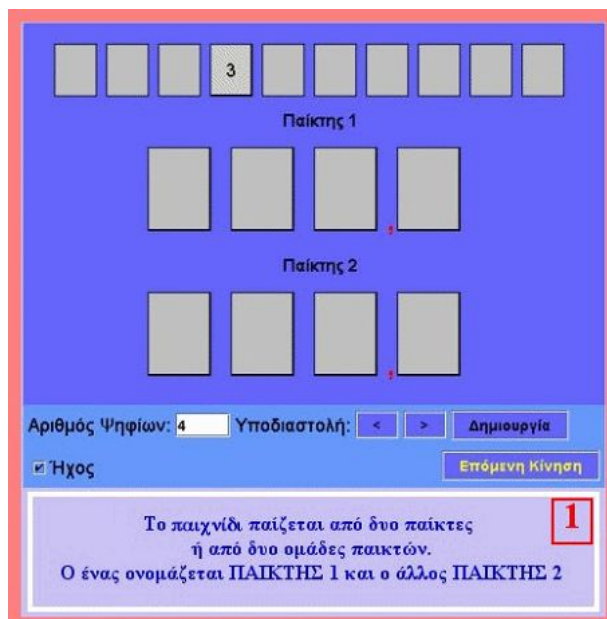 3
Παίκτης 1
,
Παίκτης 2
,
Αριθμός Ψηφίων: 4 Υποδιαστολή: < > Δημιουργία
Ήχος Επόμενη Κίνηση
1
Το παιχνίδι παίζεται από δυο παίκτες
ή από δυο ομάδες παικτών.
Ο ένας ονομάζεται ΠΑΙΚΤΗΣ 1 και ο άλλος ΠΑΙΚΤΗΣ 2